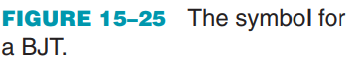 FIGURE 15–25 The symbol for
a BJT.